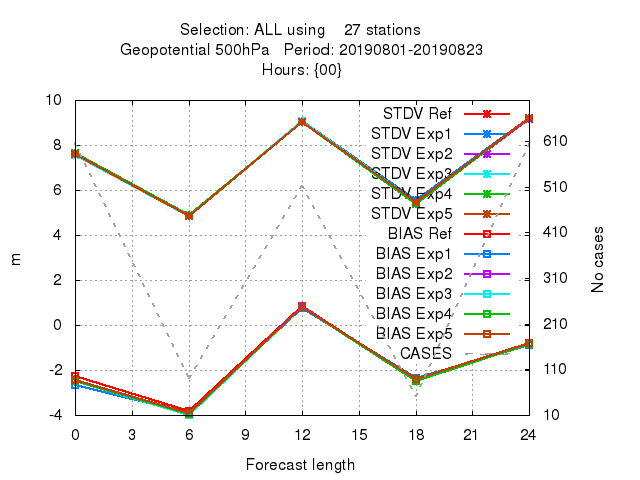 Selection: ALL using 27 stations
Geopotential 500hPa Period: 20190801-20190823
Hours: {00}
10
8
6
4
2
0
-2
-4
m
0 3 6 9 12 15 18 21 24
Forecast length
610
510
410
310
210
110
10
No cases
STDV Ref
STDV Exp1
STDV Exp2
STDV Exp3
STDV Exp4
STDV Exp5
BIAS Ref
BIAS Exp1
BIAS Exp2
BIAS Exp3
BIAS Exp4
BIAS Exp5
CASES